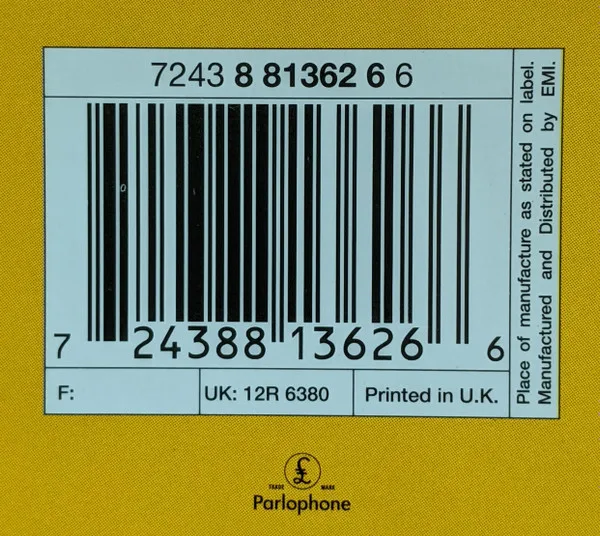 7243 8 81362 6 6
7 24388 13626 6
F:
UK: 12R 6380
Printed in U.K.
Place of manufacture as stated on label.
Manufactured and Distributed by EMI.
£
TRADE MARK
Parlophone